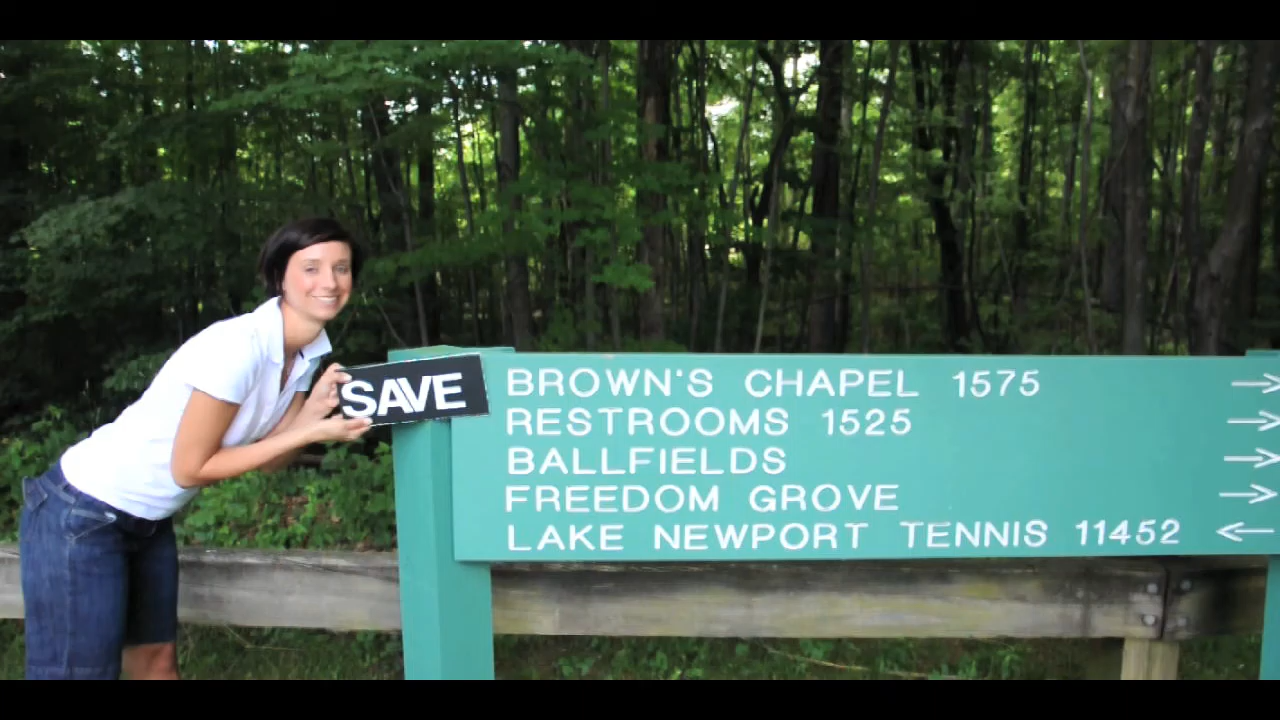 SAVE
BROWN'S CHAPEL 1575 →
RESTROOMS 1525 →
BALLFIELDS →
FREEDOM GROVE →
LAKE NEWPORT TENNIS 11452 ←